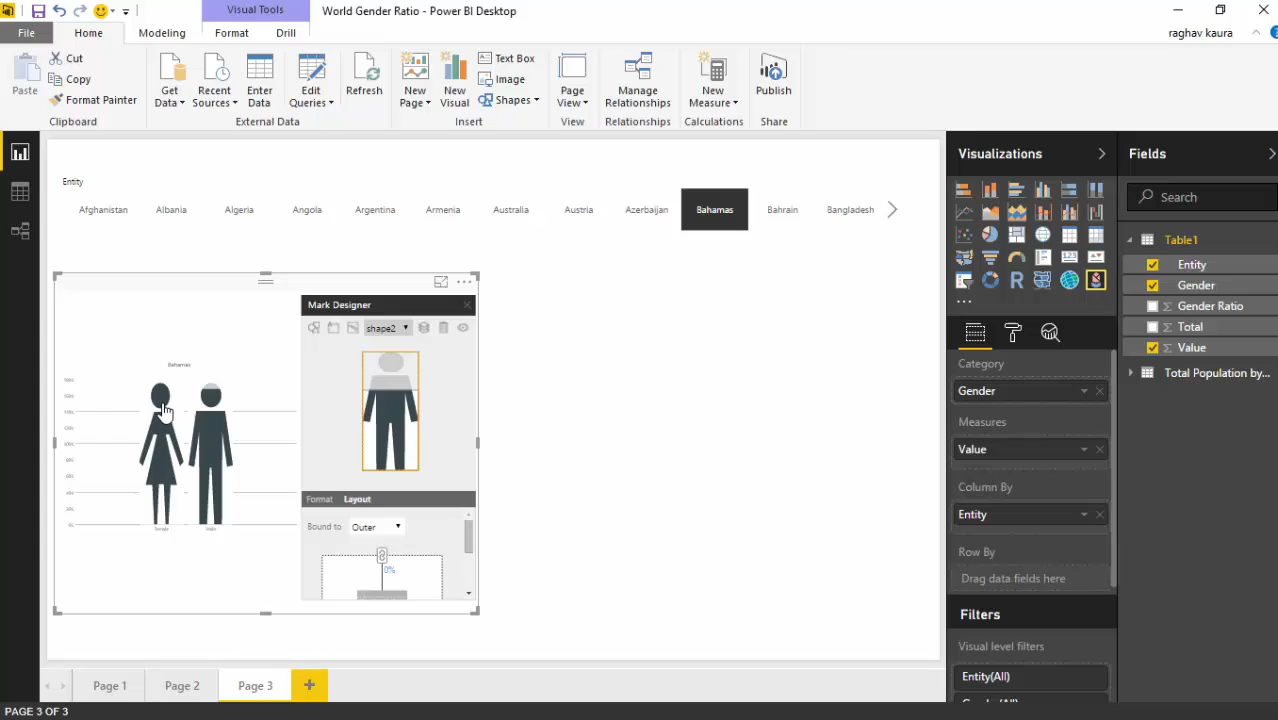 Visual Tools
World Gender Ratio - Power BI Desktop
File
Home
Modeling
Format
Drill
raghav kaura
Paste
Cut
Copy
Format Painter
Clipboard
Get Data
Recent Sources
Enter Data
Edit Queries
Refresh
External Data
New Page
New Visual
Text Box
Image
Shapes
Insert
Page View
View
Manage Relationships
Relationships
New Measure
Calculations
Publish
Share
Entity
Afghanistan Albania Algeria Angola Argentina Armenia Australia Austria Azerbaijan Bahamas Bahrain Bangladesh
Mark Designer
shape2
Bahamas
Female Male
Format Layout
Bound to Outer
0%
Visualizations
Category
Gender
Measures
Value
Column By
Entity
Row By
Drag data fields here
Filters
Visual level filters
Entity(All)
Fields
Search
Table1
Entity
Gender
Gender Ratio
Total
Value
Total Population by...
Page 1
Page 2
Page 3
PAGE 3 OF 3